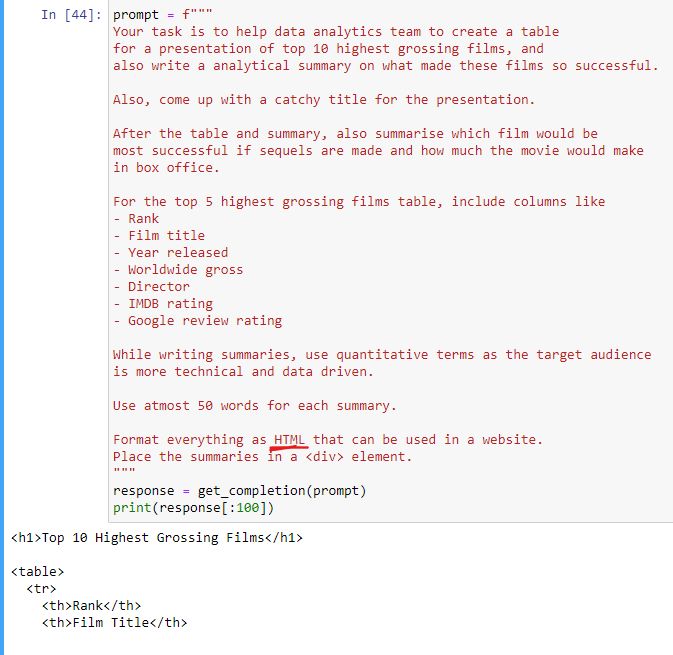 In [44]: prompt = f"""
Your task is to help data analytics team to create a table
for a presentation of top 10 highest grossing films, and
also write a analytical summary on what made these films so successful.
Also, come up with a catchy title for the presentation.
After the table and summary, also summarise which film would be
most successful if sequels are made and how much the movie would make
in box office.
For the top 5 highest grossing films table, include columns like
- Rank
- Film title
- Year released
- Worldwide gross
- Director
- IMDB rating
- Google review rating
While writing summaries, use quantitative terms as the target audience
is more technical and data driven.
Use atmost 50 words for each summary.
Format everything as HTML that can be used in a website.
Place the summaries in a <div> element.
"""
response = get_completion(prompt)
print(response[:100])
<h1>Top 10 Highest Grossing Films</h1>
<table>
<tr>
<th>Rank</th>
<th>Film Title</th>